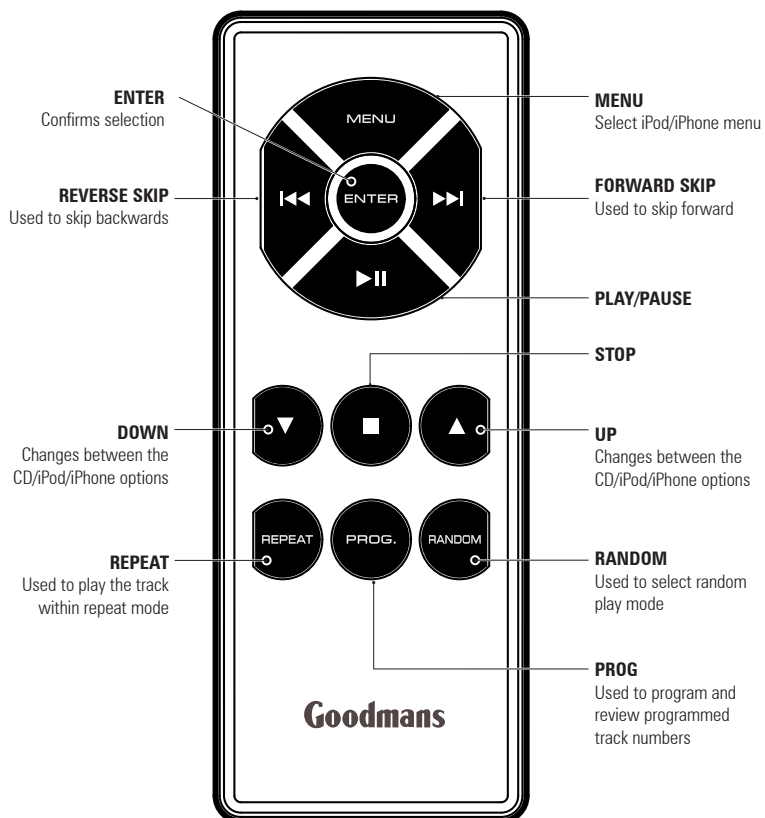 ENTER
Confirms selection
REVERSE SKIP
Used to skip backwards
DOWN
Changes between the
CD/iPod/iPhone options
REPEAT
Used to play the track
within repeat mode
MENU
ENTER
REPEAT
PROG.
RANDOM
Goodmans
MENU
Select iPod/iPhone menu
FORWARD SKIP
Used to skip forward
PLAY/PAUSE
STOP
UP
Changes between the
CD/iPod/iPhone options
RANDOM
Used to select random
play mode
PROG
Used to program and
review programmed
track numbers